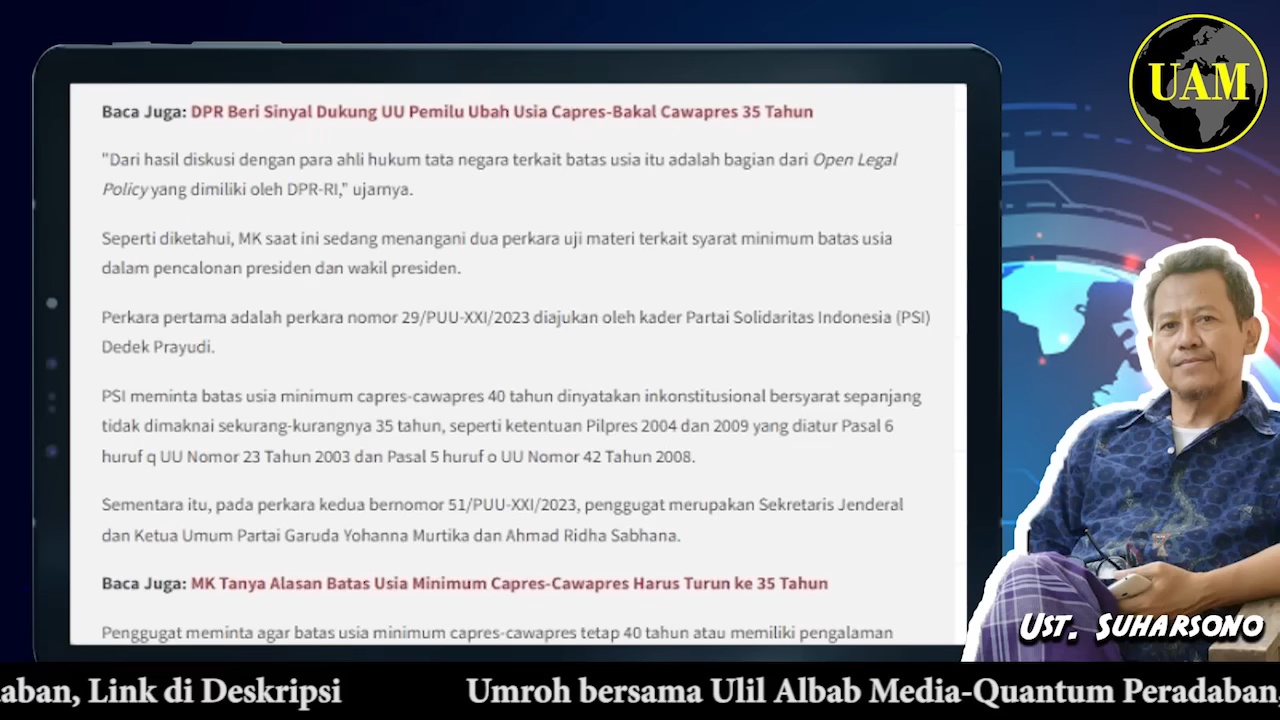 UAM
Baca Juga: DPR Beri Sinyal Dukung UU Pemilu Ubah Usia Capres-Bakal Cawapres 35 Tahun
"Dari hasil diskusi dengan para ahli hukum tata negara terkait batas usia itu adalah bagian dari Open Legal
Policy yang dimiliki oleh DPR-RI," ujarnya.
Seperti diketahui, MK saat ini sedang menangani dua perkara uji materi terkait syarat minimum batas usia
dalam pencalonan presiden dan wakil presiden.
Perkara pertama adalah perkara nomor 29/PUU-XXI/2023 diajukan oleh kader Partai Solidaritas Indonesia (PSI)
Dedek Prayudi.
PSI meminta batas usia minimum capres-cawapres 40 tahun dinyatakan inkonstitusional bersyarat sepanjang
tidak dimaknai sekurang-kurangnya 35 tahun, seperti ketentuan Pilpres 2004 dan 2009 yang diatur Pasal 6
huruf q UU Nomor 23 Tahun 2003 dan Pasal 5 huruf o UU Nomor 42 Tahun 2008.
Sementara itu, pada perkara kedua bernomor 51/PUU-XXI/2023, penggugat merupakan Sekretaris Jenderal
dan Ketua Umum Partai Garuda Yohanna Murtika dan Ahmad Ridha Sabhana.
Baca Juga: MK Tanya Alasan Batas Usia Minimum Capres-Cawapres Harus Turun ke 35 Tahun
Penggugat meminta agar batas usia minimum capres-cawapres tetap 40 tahun atau memiliki pengalaman
Ust. Suharsono
aban, Link di Deskripsi Umroh bersama Ulil Albab Media-Quantum Peradaban,